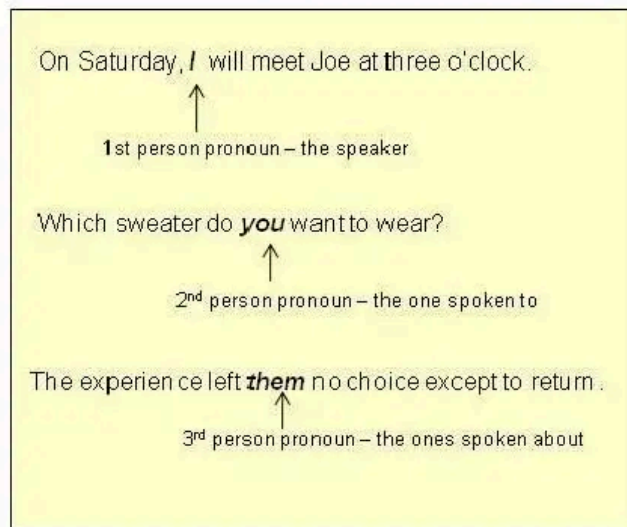 On Saturday, I will meet Joe at three o'clock.
1st person pronoun – the speaker
Which sweater do you want to wear?
2nd person pronoun – the one spoken to
The experience left them no choice except to return.
3rd person pronoun – the ones spoken about